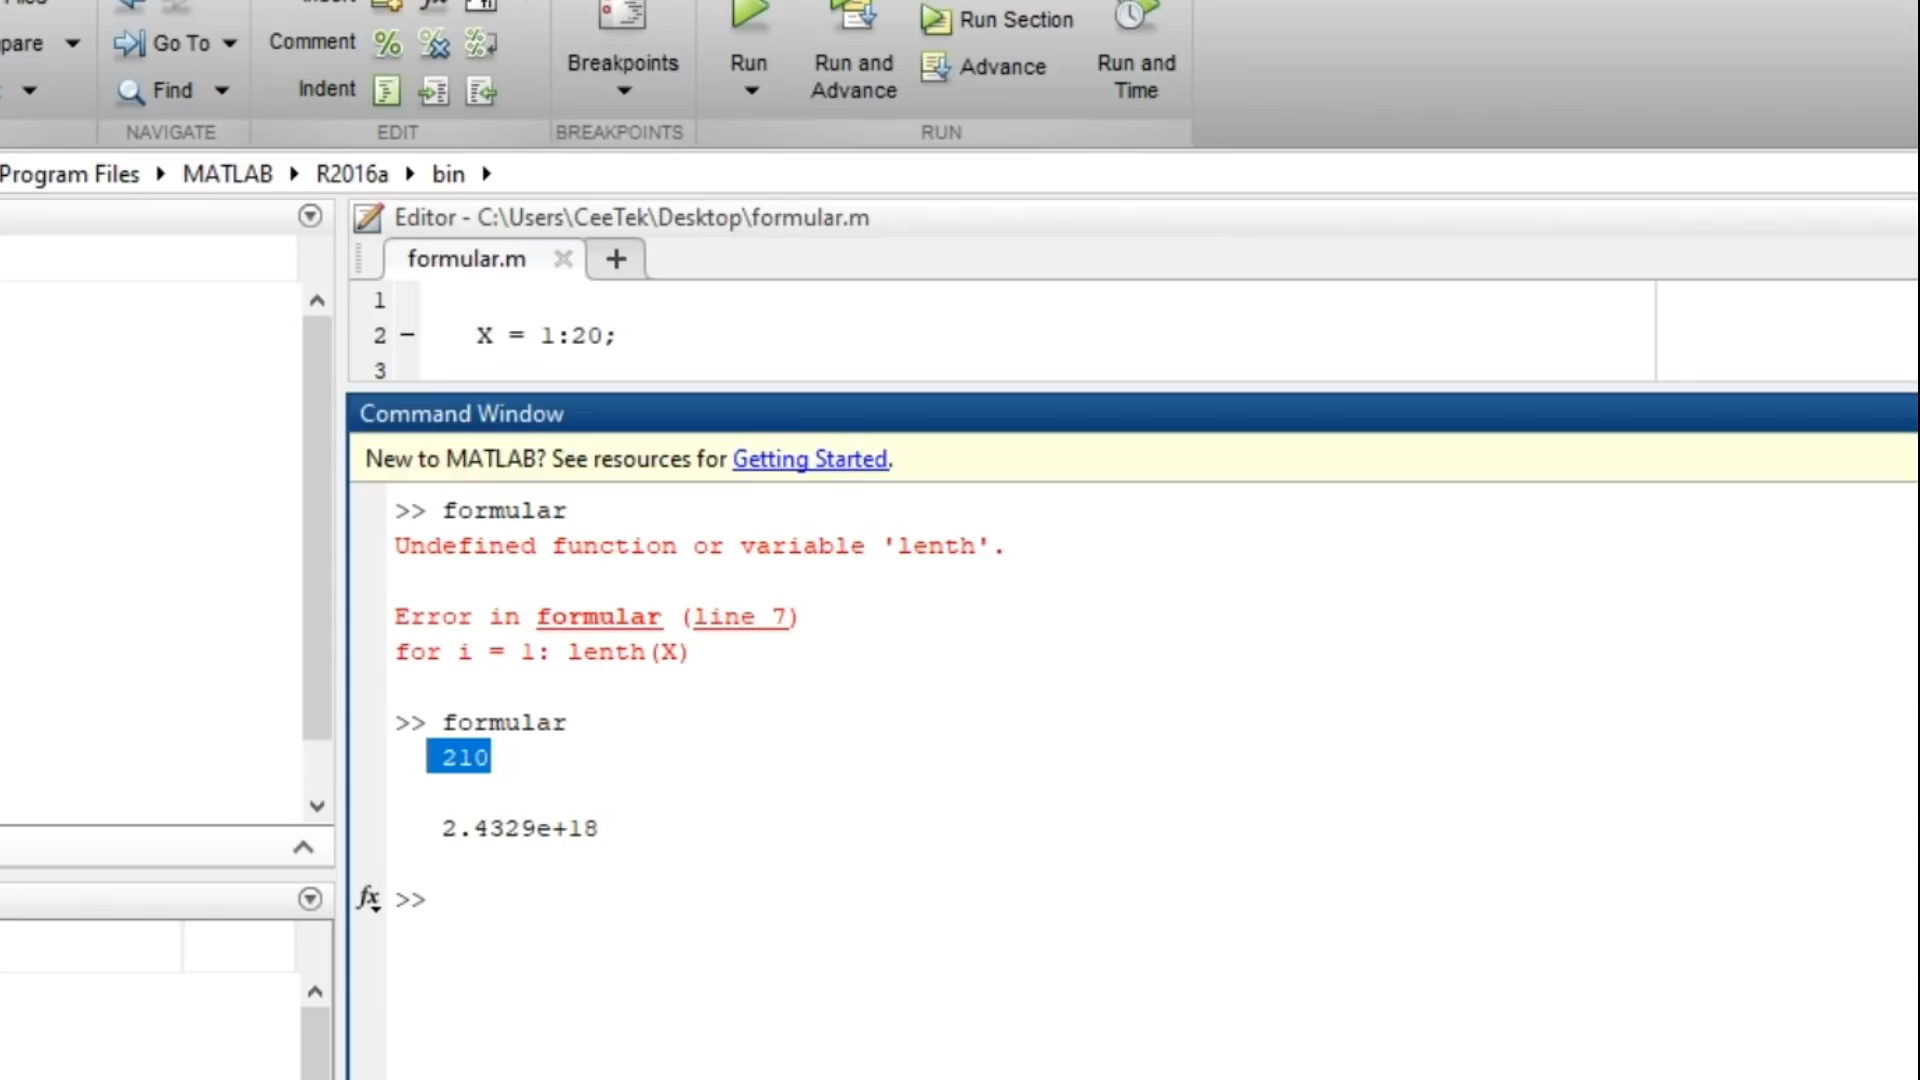 pare
Go To
Find
NAVIGATE
Comment
Indent
EDIT
Breakpoints
BREAKPOINTS
Run
Run and
Advance
Run Section
Advance
Run and
Time
RUN
Program Files MATLAB R2016a bin
Editor - C:\Users\CeeTek\Desktop\formular.m
formular.m
1
2 – X = 1:20;
3
Command Window
New to MATLAB? See resources for Getting Started.
>> formular
Undefined function or variable 'lenth'.
Error in formular (line 7)
for i = 1: lenth(X)
>> formular
210
2.4329e+18
fx >>